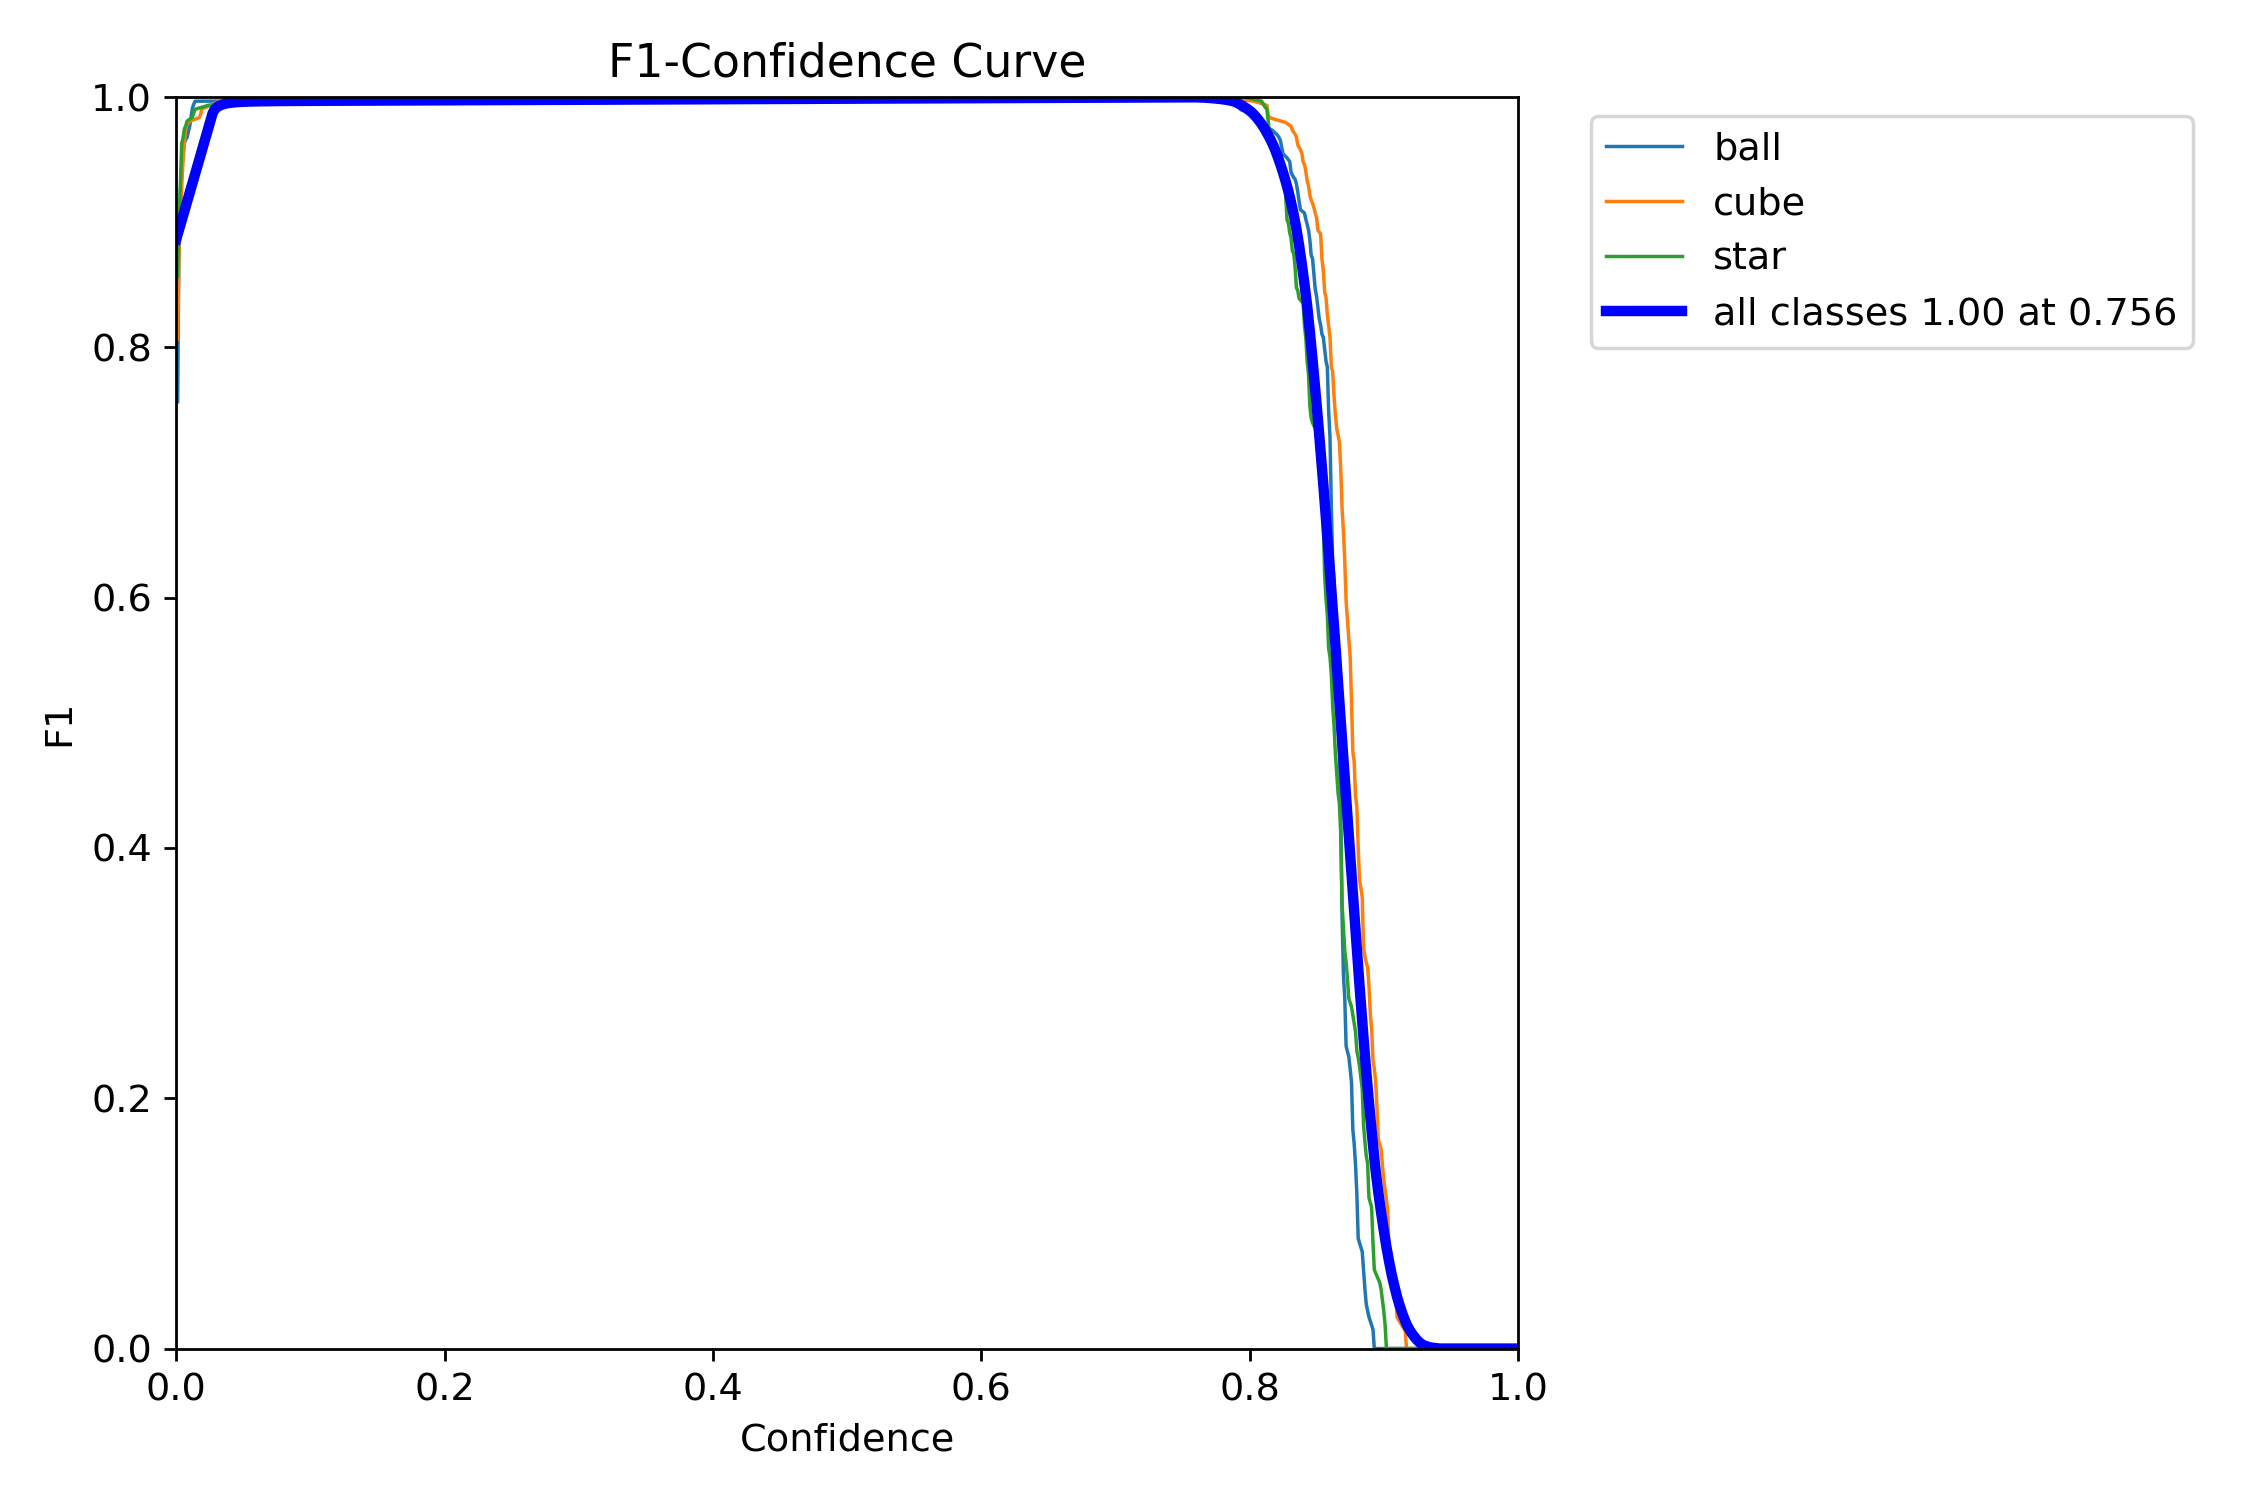 F1-Confidence Curve
1.0
0.8
0.6
0.4
0.2
0.0
F1
0.0 0.2 0.4 0.6 0.8 1.0
Confidence
ball
cube
star
all classes 1.00 at 0.756